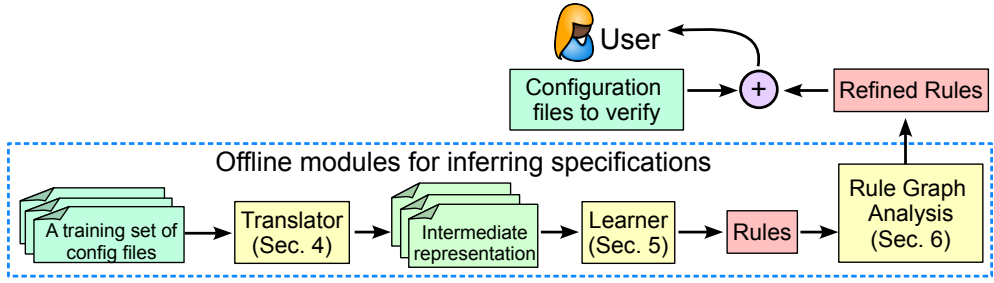 User
Configuration
files to verify
+
Refined Rules
Offline modules for inferring specifications
A training set of
config files
Translator
(Sec. 4)
Intermediate
representation
Learner
(Sec. 5)
Rules
Rule Graph
Analysis
(Sec. 6)